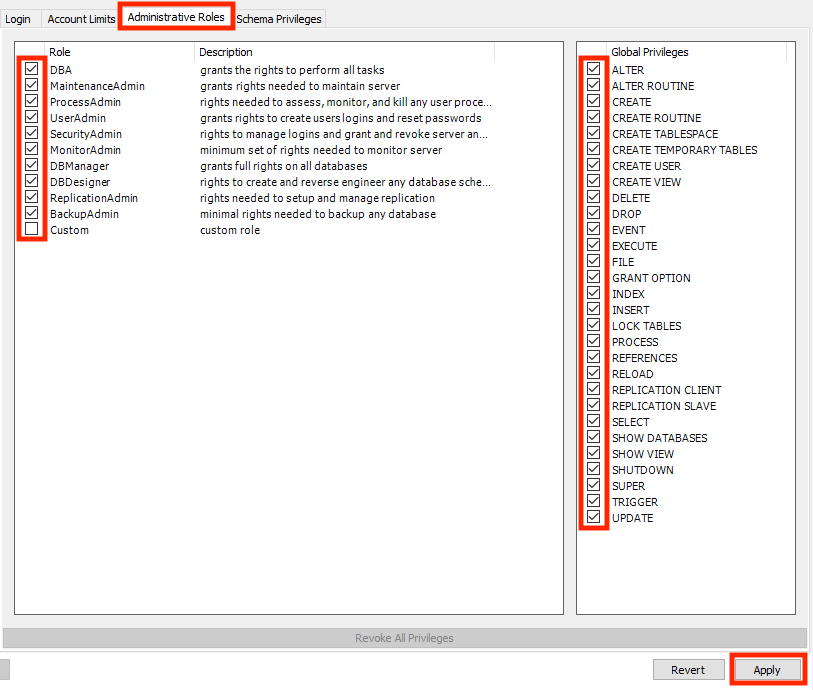 Login Account Limits Administrative Roles Schema Privileges
Role Description
DBA grants the rights to perform all tasks
MaintenanceAdmin grants rights needed to maintain server
ProcessAdmin rights needed to assess, monitor, and kill any user proce...
UserAdmin grants rights to create users logins and reset passwords
SecurityAdmin rights to manage logins and grant and revoke server an...
MonitorAdmin minimum set of rights needed to monitor server
DBManager grants full rights on all databases
DBDesigner rights to create and reverse engineer any database sche...
ReplicationAdmin rights needed to setup and manage replication
BackupAdmin minimal rights needed to backup any database
Custom custom role
Global Privileges
ALTER
ALTER ROUTINE
CREATE
CREATE ROUTINE
CREATE TABLESPACE
CREATE TEMPORARY TABLES
CREATE USER
CREATE VIEW
DELETE
DROP
EVENT
EXECUTE
FILE
GRANT OPTION
INDEX
INSERT
LOCK TABLES
PROCESS
REFERENCES
RELOAD
REPLICATION CLIENT
REPLICATION SLAVE
SELECT
SHOW DATABASES
SHOW VIEW
SHUTDOWN
SUPER
TRIGGER
UPDATE
Revoke All Privileges
Revert Apply